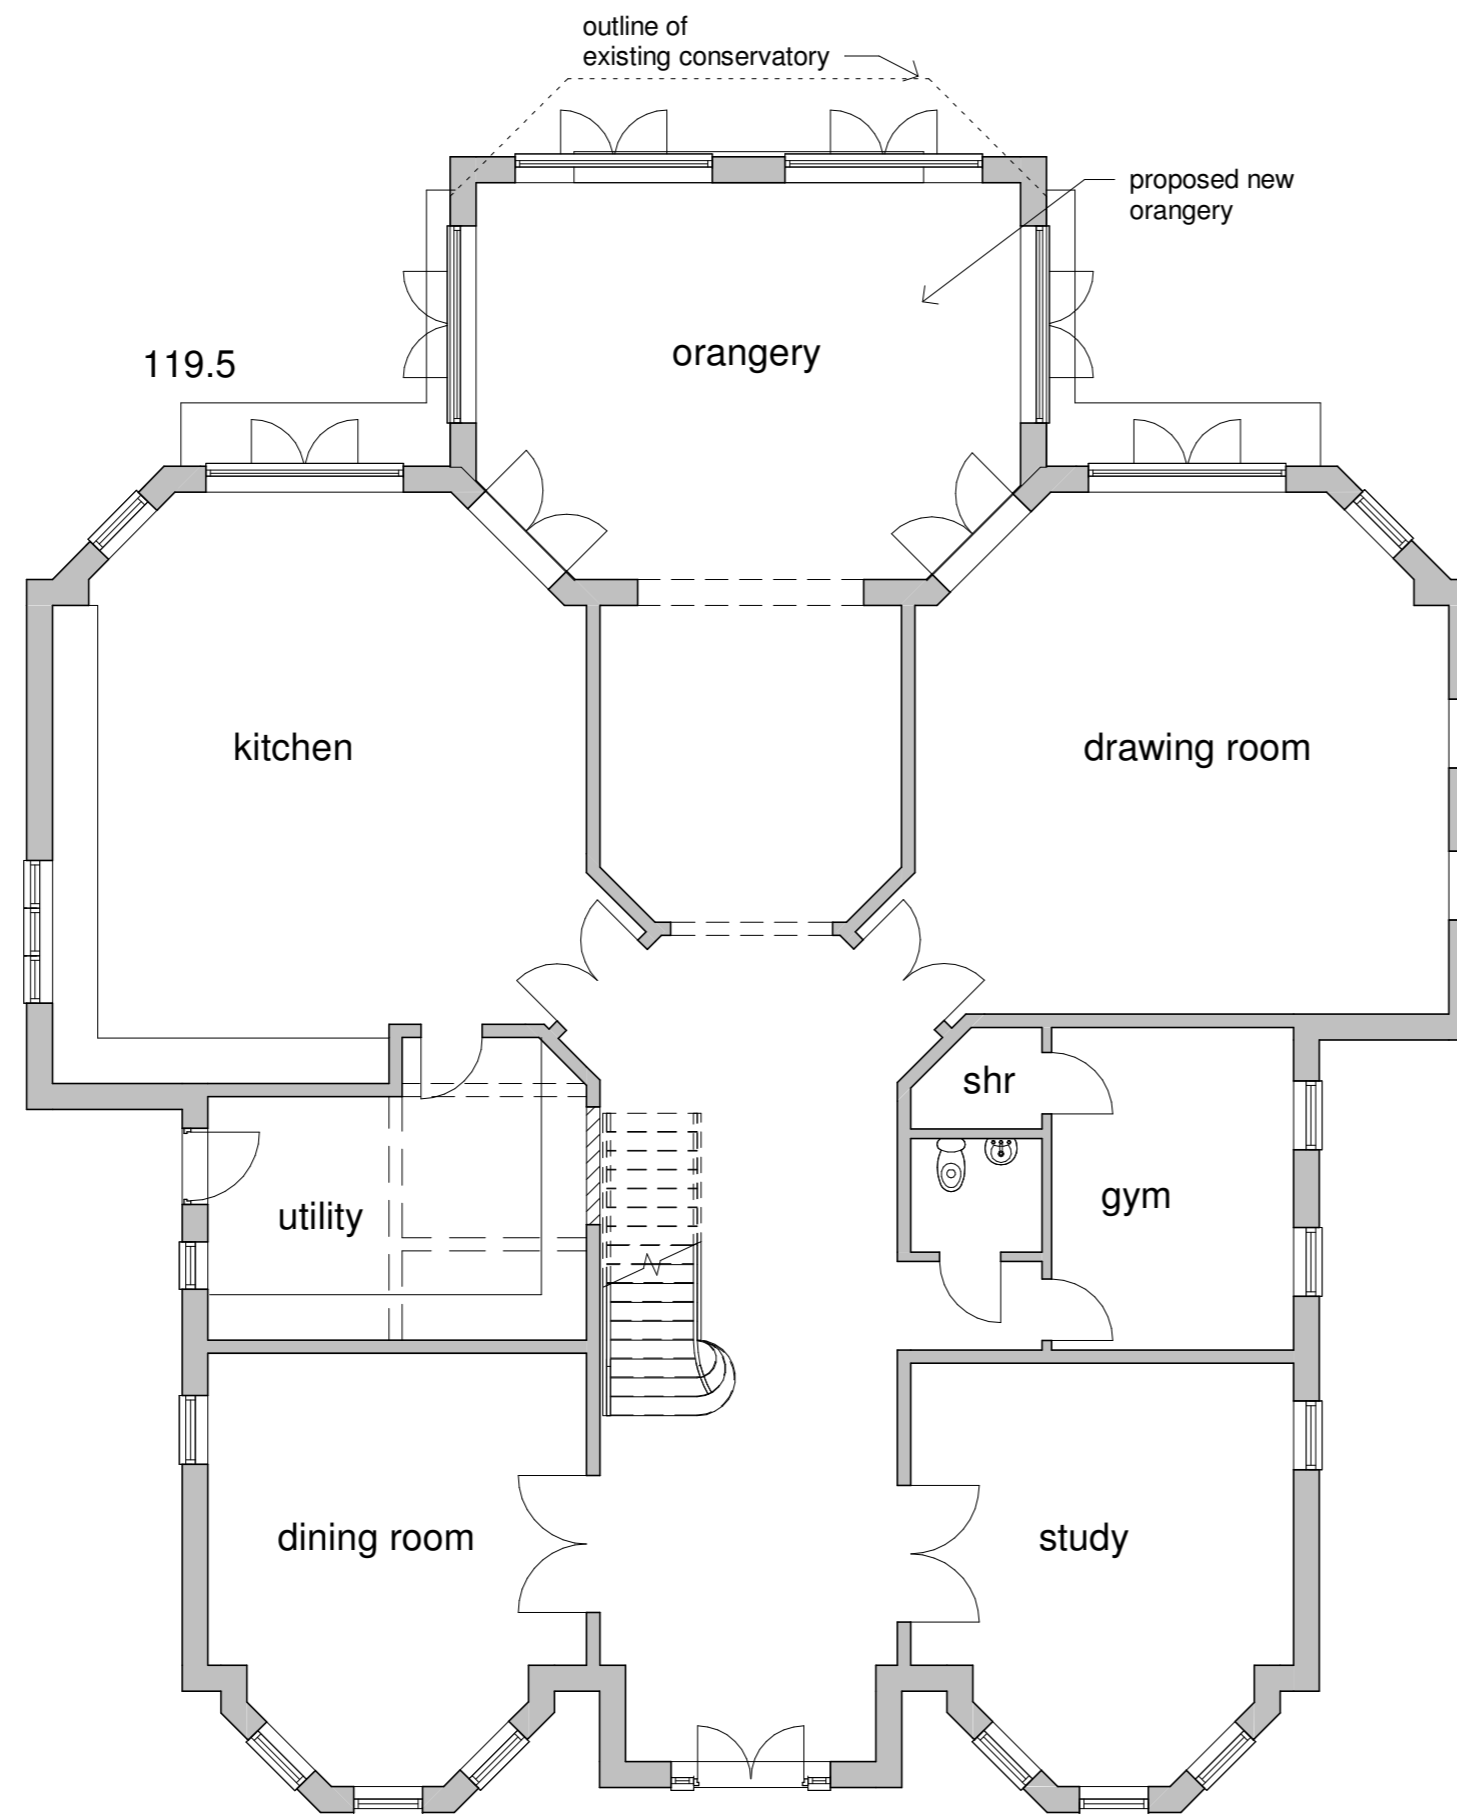 outline of
existing conservatory
proposed new
orangery
orangery
119.5
kitchen
drawing room
shr
gym
utility
dining room
study